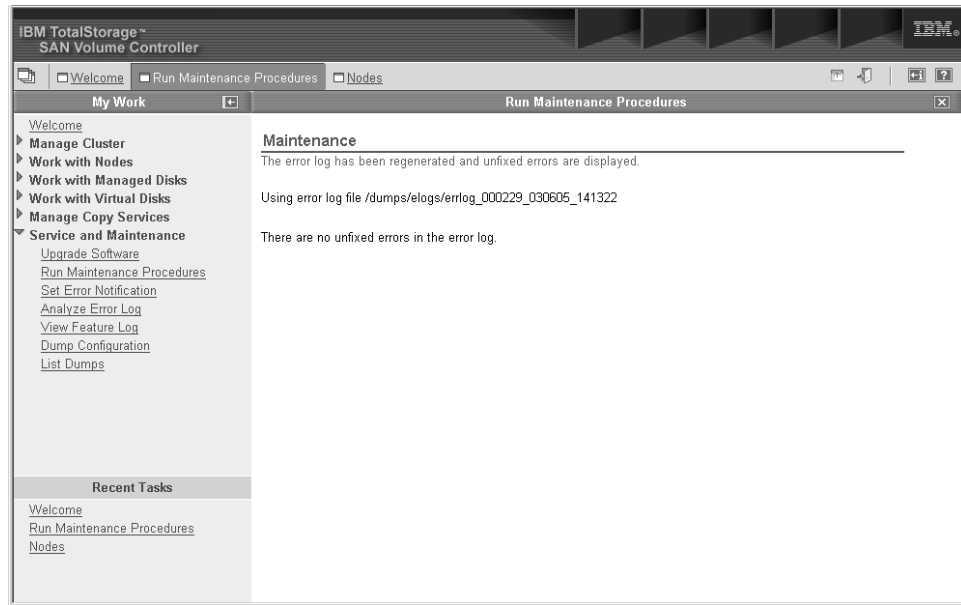 IBM TotalStorage™
SAN Volume Controller
IBM®
Welcome
Run Maintenance Procedures
Nodes
?
My Work
Run Maintenance Procedures
Welcome
Manage Cluster
Work with Nodes
Work with Managed Disks
Work with Virtual Disks
Manage Copy Services
Service and Maintenance
Upgrade Software
Run Maintenance Procedures
Set Error Notification
Analyze Error Log
View Feature Log
Dump Configuration
List Dumps
Maintenance
The error log has been regenerated and unfixed errors are displayed.
Using error log file /dumps/elogs/errlog_000229_030605_141322
There are no unfixed errors in the error log.
Recent Tasks
Welcome
Run Maintenance Procedures
Nodes